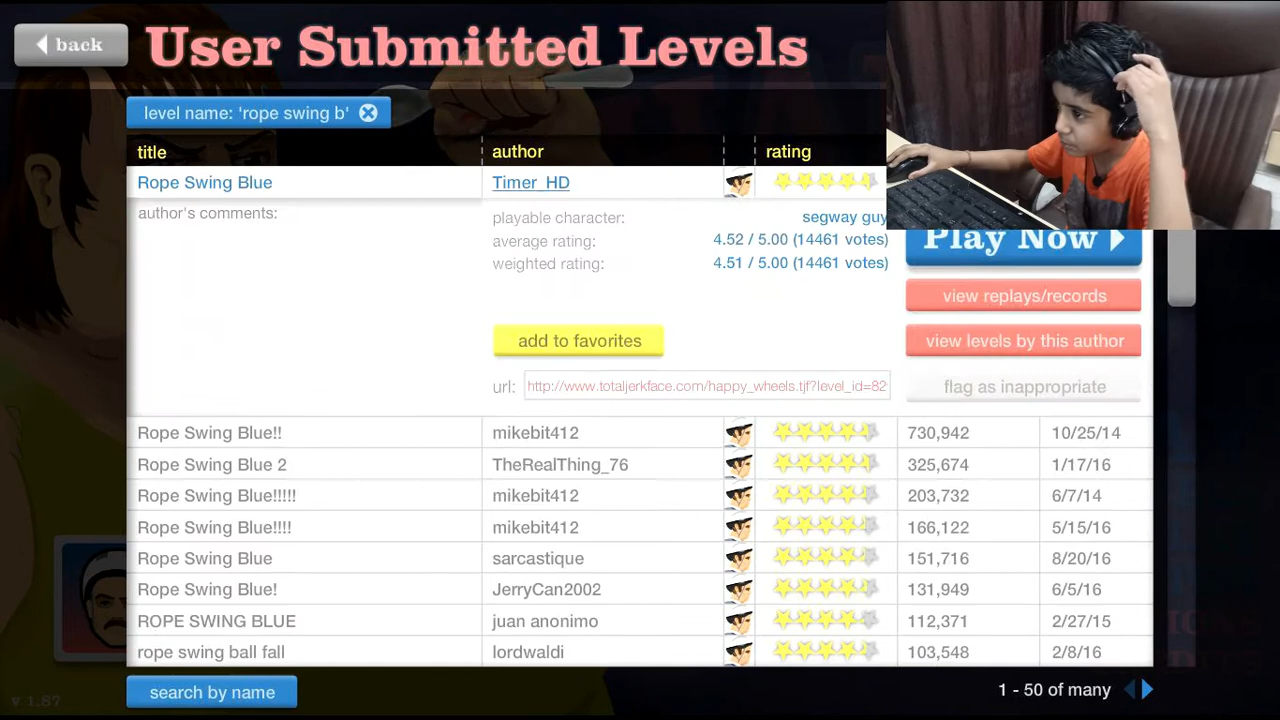 back
User Submitted Levels
level name: 'rope swing b'
title author rating
Rope Swing Blue Timer_HD
author's comments:
playable character: segway guy
average rating: 4.52 / 5.00 (14461 votes)
weighted rating: 4.51 / 5.00 (14461 votes)
Play Now
view replays/records
add to favorites
view levels by this author
url: http://www.totaljerkface.com/happy_wheels.tjf?level_id=82
flag as inappropriate
Rope Swing Blue!! mikebit412 730,942 10/25/14
Rope Swing Blue 2 TheRealThing_76 325,674 1/17/16
Rope Swing Blue!!!!! mikebit412 203,732 6/7/14
Rope Swing Blue!!!! mikebit412 166,122 5/15/16
Rope Swing Blue sarcastique 151,716 8/20/16
Rope Swing Blue! JerryCan2002 131,949 6/5/16
ROPE SWING BLUE juan anonimo 112,371 2/27/15
rope swing ball fall lordwaldi 103,548 2/8/16
search by name
1 - 50 of many
v 1.87